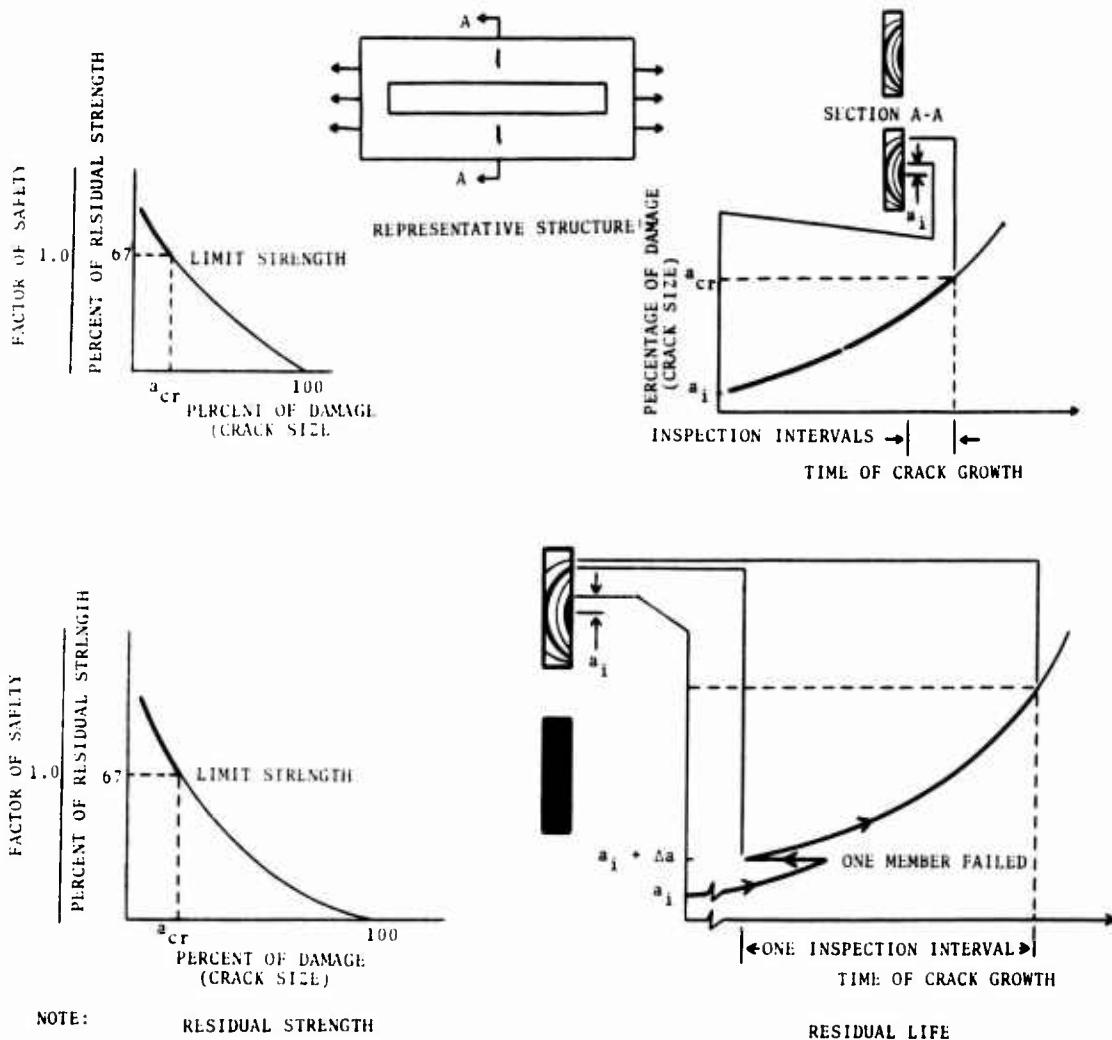 A
A
REPRESENTATIVE STRUCTURE
SECTION A-A
a i
FACTOR OF SAFETY
PERCENT OF RESIDUAL STRENGTH
1.0
67
LIMIT STRENGTH
a cr
100
PERCENT OF DAMAGE
(CRACK SIZE
PERCENTAGE OF DAMAGE
(CRACK SIZE)
a cr
a i
INSPECTION INTERVALS
TIME OF CRACK GROWTH
FACTOR OF SAFETY
PERCENT OF RESIDUAL STRENGTH
1.0
67
LIMIT STRENGTH
a cr
100
PERCENT OF DAMAGE
(CRACK SIZE)
a i
a i + Δa
a i
ONE MEMBER FAILED
ONE INSPECTION INTERVAL
TIME OF CRACK GROWTH
NOTE:
RESIDUAL STRENGTH
RESIDUAL LIFE